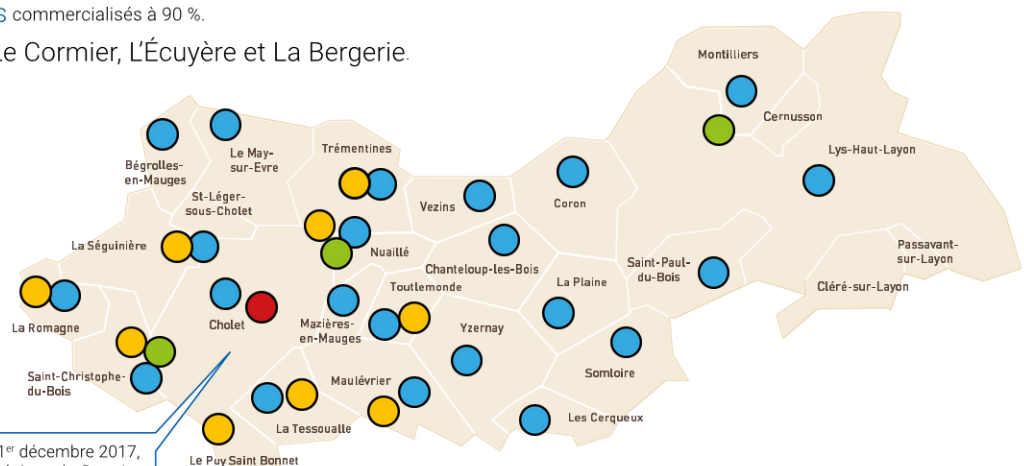 S commercialisés à 90 %.
Le Cormier, L'Écuyère et La Bergerie.
Montilliers
Cernusson
Lys-Haut-Layon
Trémentines
Le May-
sur-Evre
Bégrolles-
en-Mauges
St-Léger-
sous-Cholet
Vezins
Coron
La Séguinière
Nuaillé
Chanteloup-les-Bois
Passavant-
sur-Layon
Saint-Paul-
du-Bois
Toutlemonde
La Plaine
Cléré-sur-Layon
La Romagne
Cholet
Mazières-
en-Mauges
Yzernay
Somloire
Saint-Christophe-
du-Bois
Maulévrier
Les Cerqueux
La Tessoualle
1er décembre 2017,
Le Puy Saint Bonnet